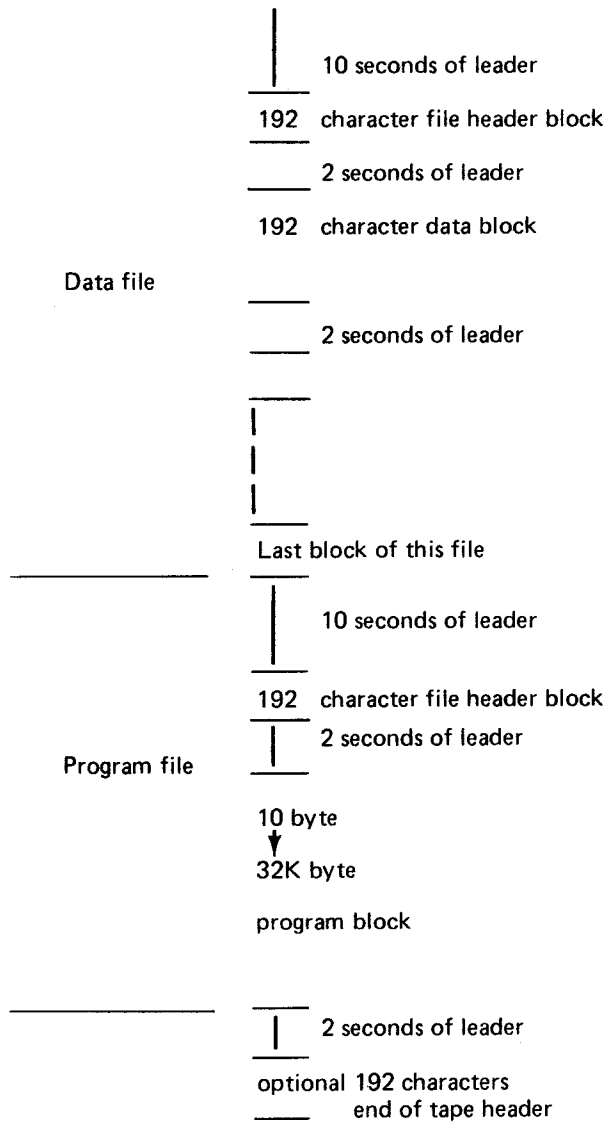 10 seconds of leader
192 character file header block
2 seconds of leader
192 character data block
Data file
2 seconds of leader
Last block of this file
10 seconds of leader
192 character file header block
2 seconds of leader
Program file
10 byte
32K byte
program block
2 seconds of leader
optional 192 characters
end of tape header